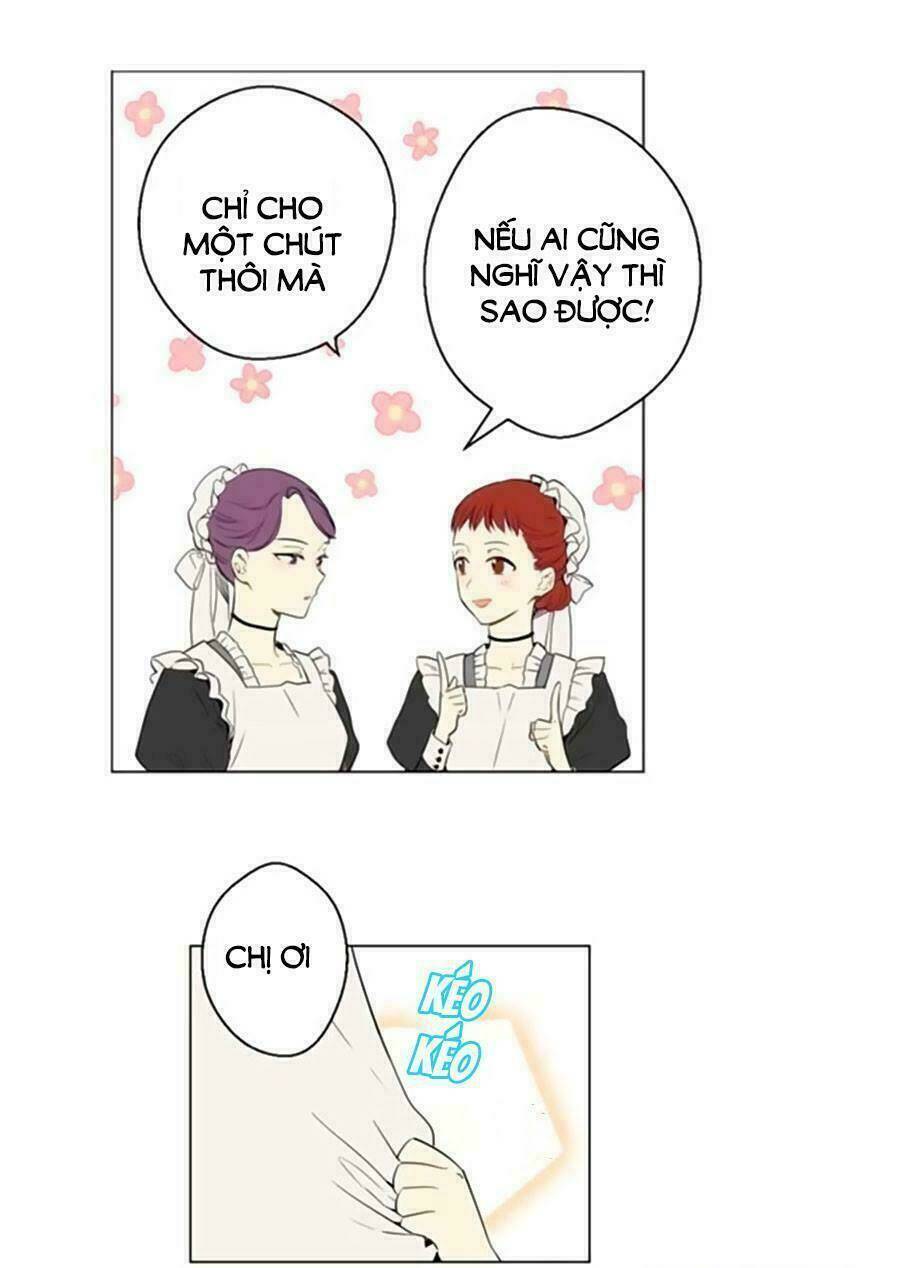 CHỈ CHO
MỘT CHÚT
THÔI MÀ
NẾU AI CŨNG
NGHĨ VẬY THÌ
SAO ĐƯỢC!
CHỊ ƠI
KÉO
KÉO